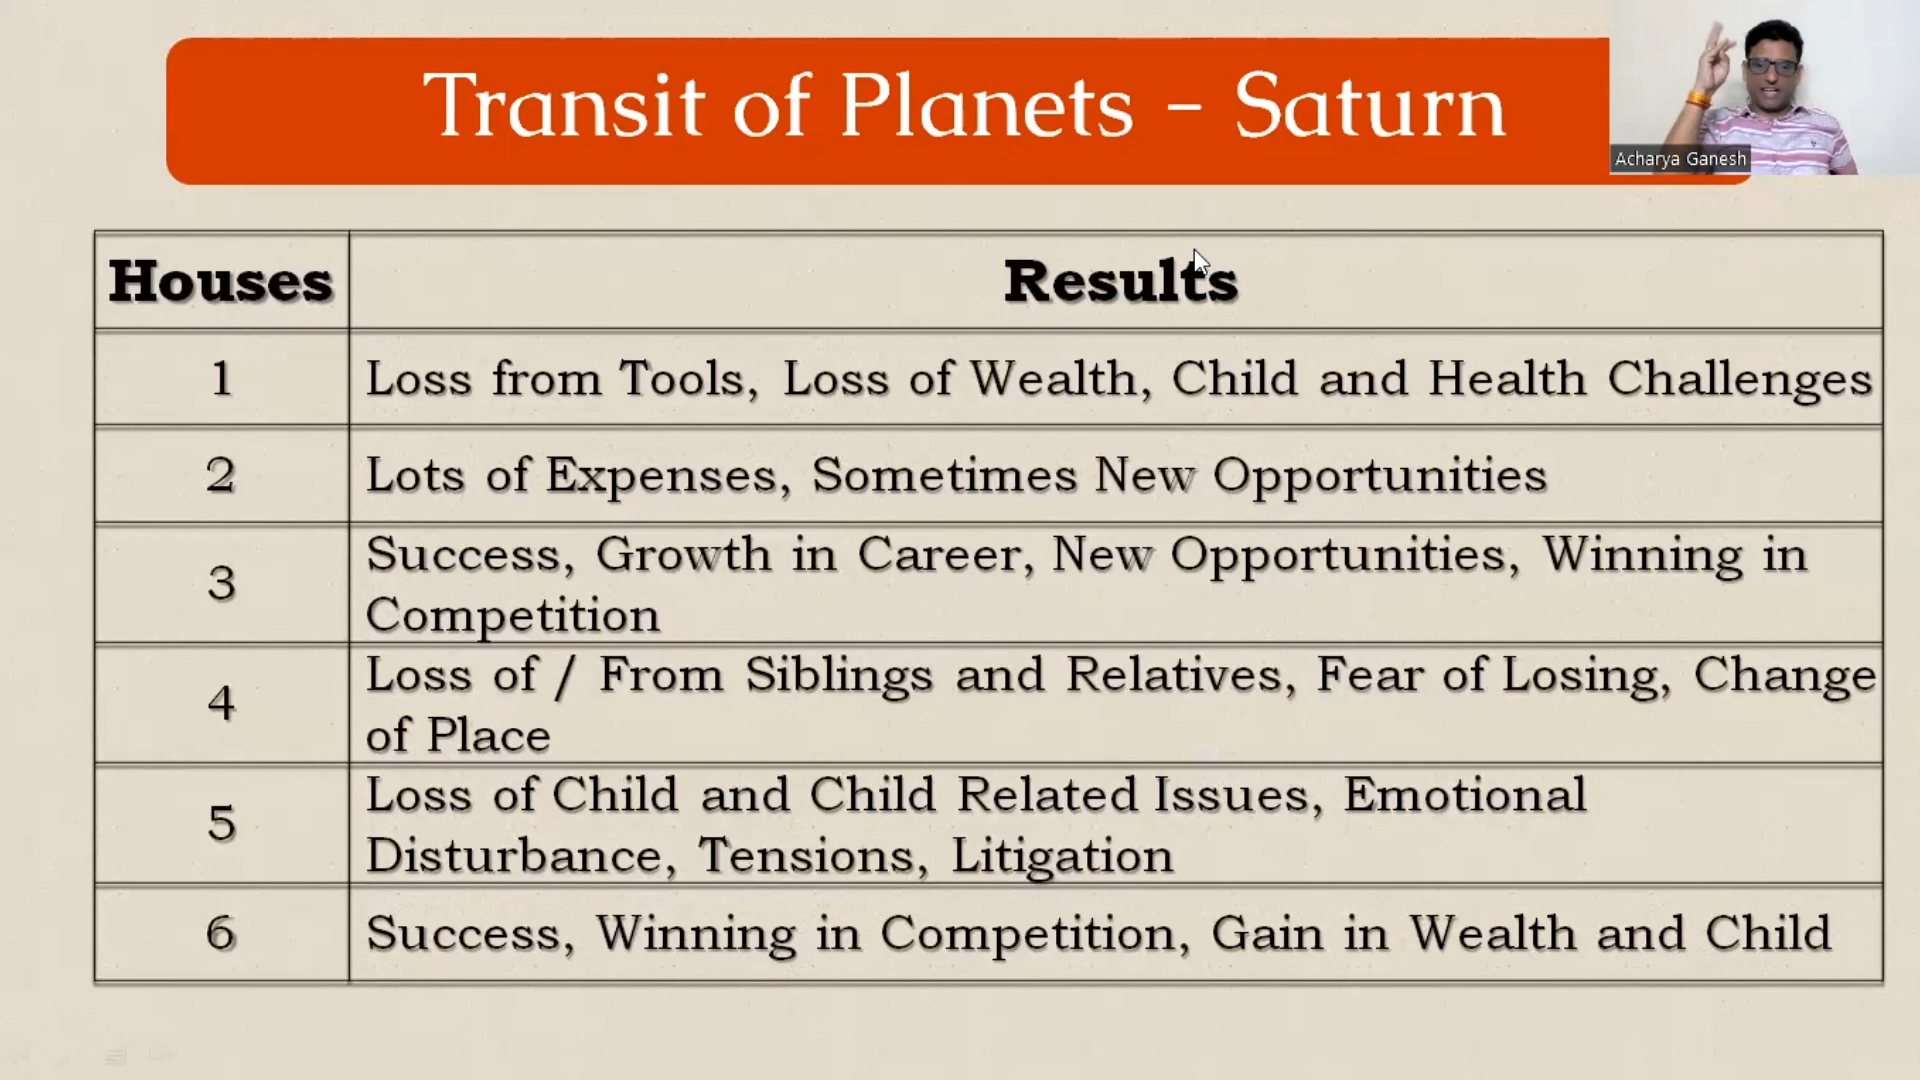 Transit of Planets - Saturn
Acharya Ganesh
Houses Results
1 Loss from Tools, Loss of Wealth, Child and Health Challenges
2 Lots of Expenses, Sometimes New Opportunities
3 Success, Growth in Career, New Opportunities, Winning in
Competition
4 Loss of / From Siblings and Relatives, Fear of Losing, Change
of Place
5 Loss of Child and Child Related Issues, Emotional
Disturbance, Tensions, Litigation
6 Success, Winning in Competition, Gain in Wealth and Child